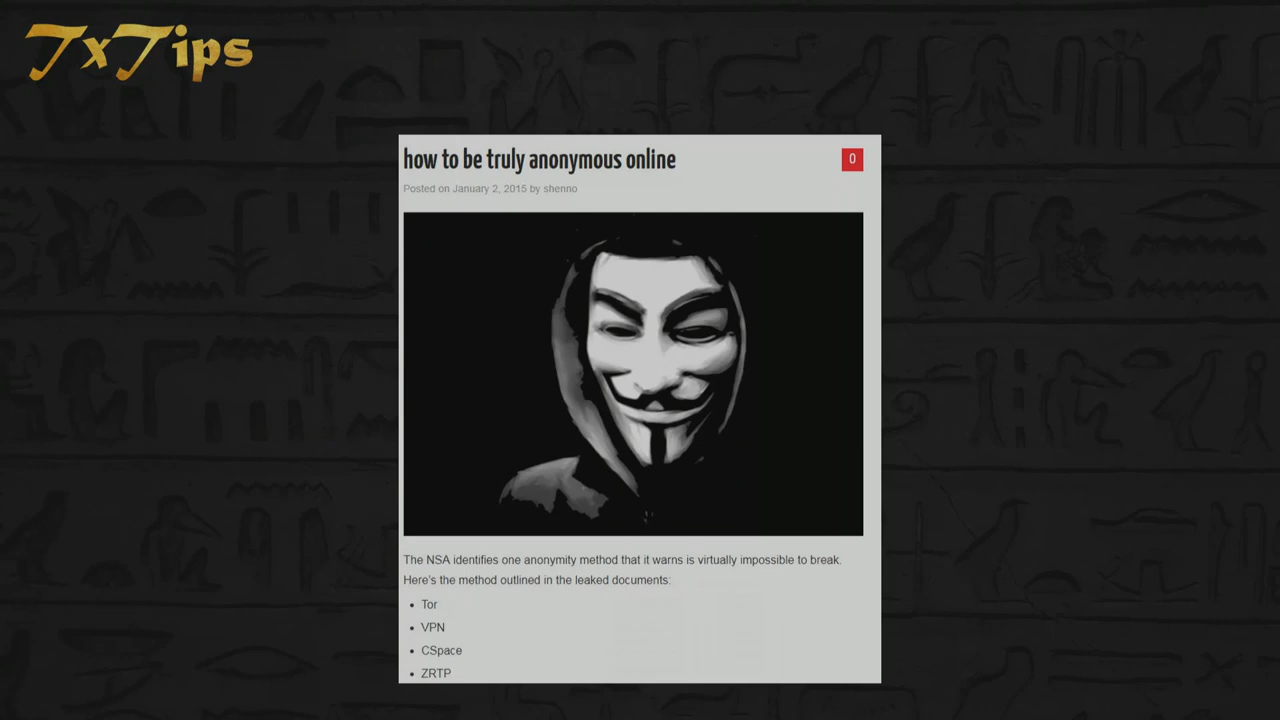 TxTips
how to be truly anonymous online
0
Posted on January 2, 2015 by shenno
The NSA identifies one anonymity method that it warns is virtually impossible to break.
Here's the method outlined in the leaked documents:
• Tor
• VPN
• CSpace
• ZRTP